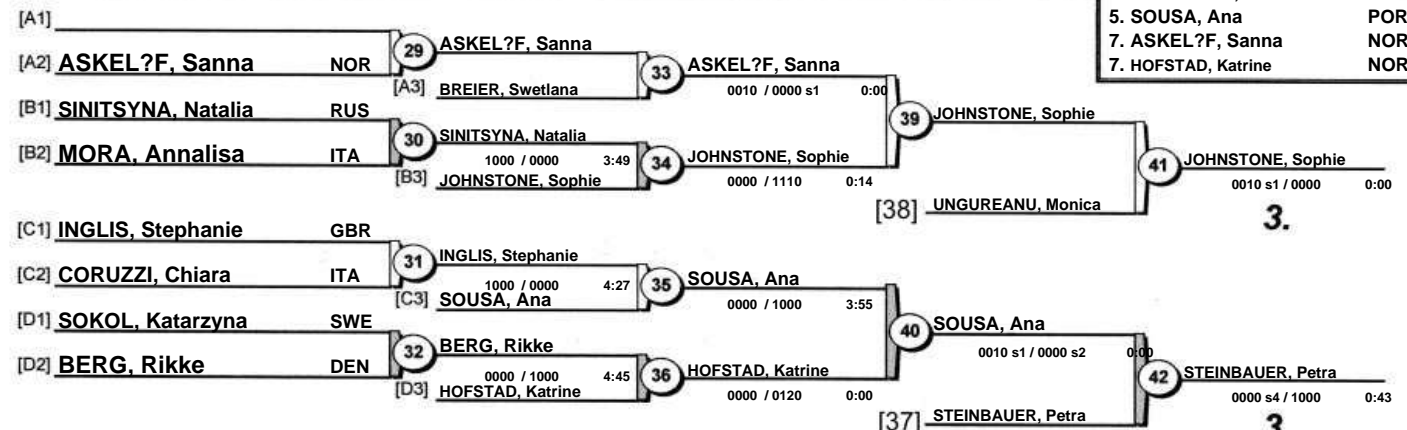 5. SOUSA, Ana POR
7. ASKEL?F, Sanna NOR
7. HOFSTAD, Katrine NOR
[A1]
[A2] ASKEL?F, Sanna NOR
29
ASKEL?F, Sanna
[A3] BREIER, Swetlana
33
ASKEL?F, Sanna
0010 / 0000 s1 0:00
[B1] SINITSYNA, Natalia RUS
[B2] MORA, Annalisa ITA
30
SINITSYNA, Natalia
1000 / 0000 3:49
[B3] JOHNSTONE, Sophie
34
JOHNSTONE, Sophie
0000 / 1110 0:14
39
JOHNSTONE, Sophie
[38] UNGUREANU, Monica
41
JOHNSTONE, Sophie
0010 s1 / 0000 0:00
3.
[C1] INGLIS, Stephanie GBR
[C2] CORUZZI, Chiara ITA
31
INGLIS, Stephanie
1000 / 0000 4:27
[C3] SOUSA, Ana
35
SOUSA, Ana
0000 / 1000 3:55
[D1] SOKOL, Katarzyna SWE
[D2] BERG, Rikke DEN
32
BERG, Rikke
0000 / 1000 4:45
[D3] HOFSTAD, Katrine
36
HOFSTAD, Katrine
0000 / 0120 0:00
40
SOUSA, Ana
0010 s1 / 0000 s2 0:00
[37] STEINBAUER, Petra
42
STEINBAUER, Petra
0000 s4 / 1000 0:43
3